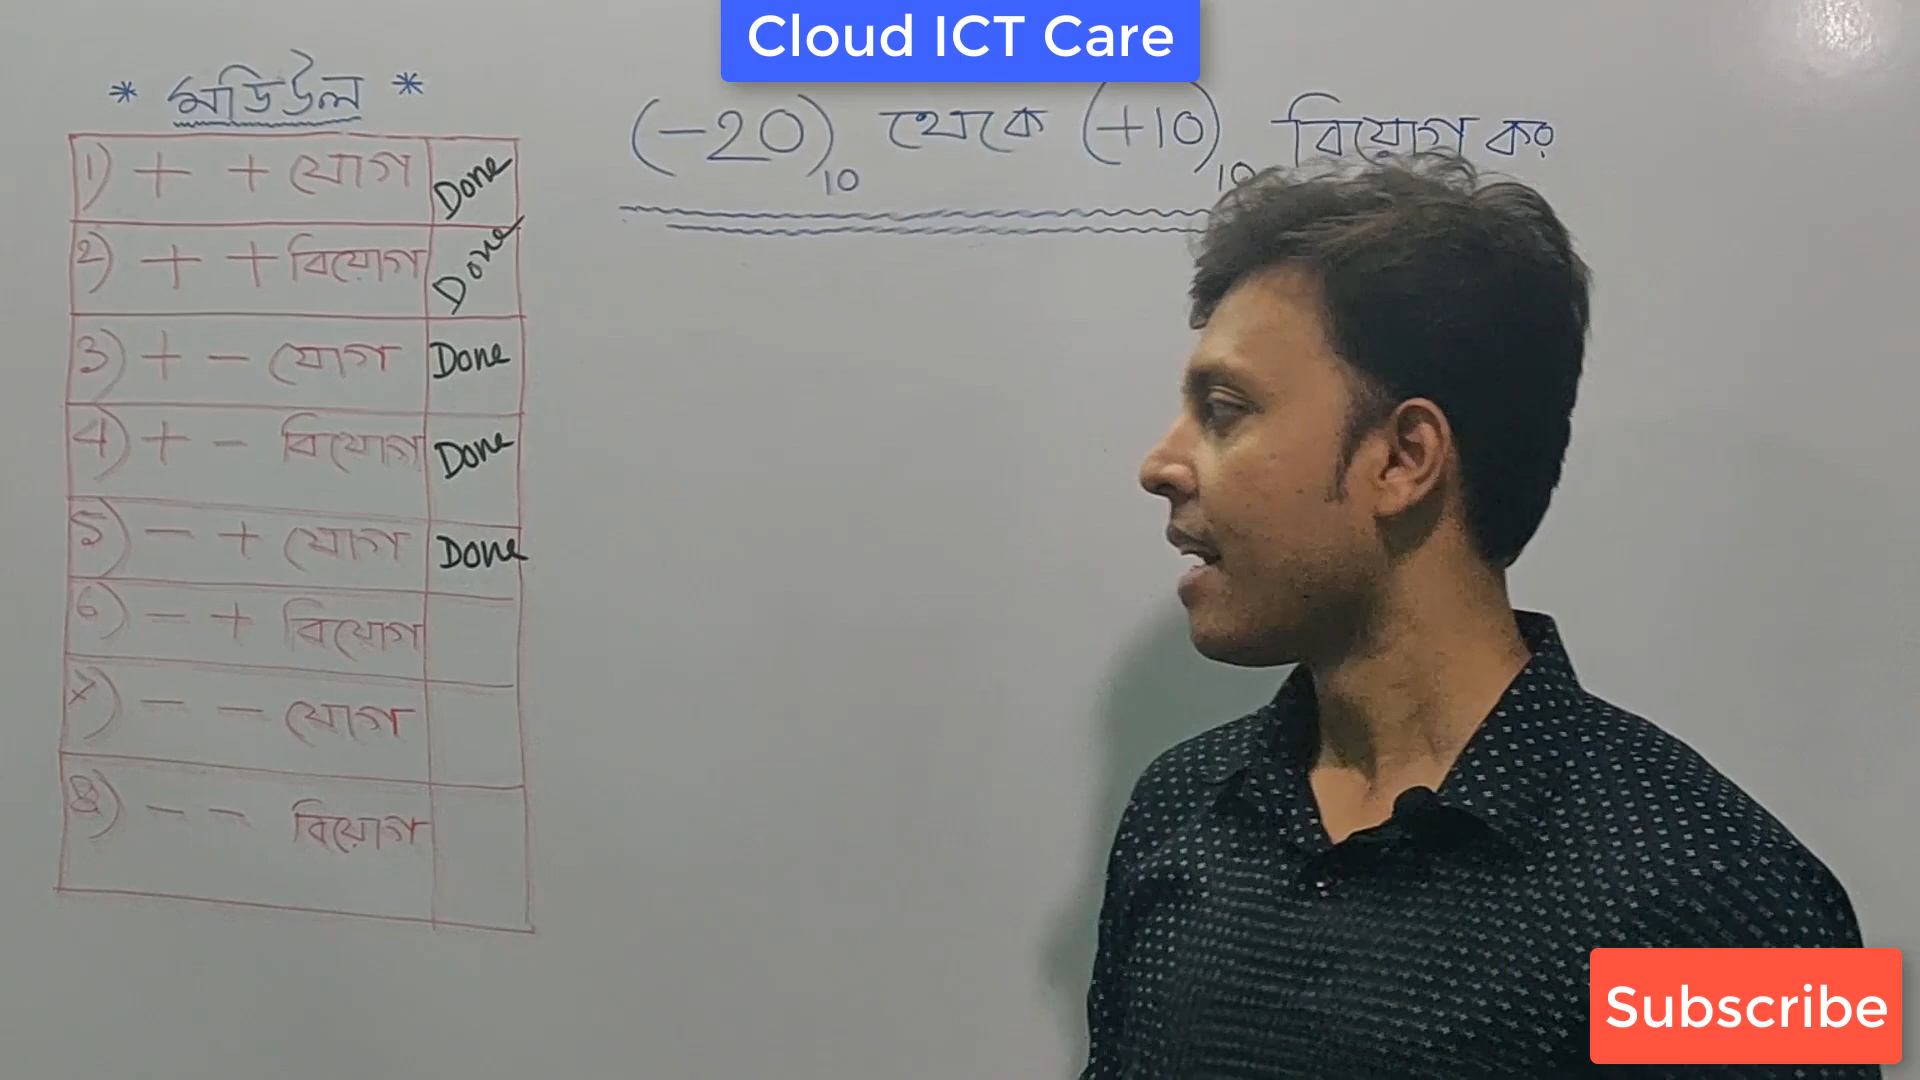 Cloud ICT Care
* মডিউল *
1) + + যোগ Done
2) + + বিয়োগ Done
3) + - যোগ Done
4) + - বিয়োগ Done
5) - + যোগ Done
6) - + বিয়োগ
7) - - যোগ
8) - - বিয়োগ
(-20)10 থেকে (+10)10 বিয়োগ কর
Subscribe